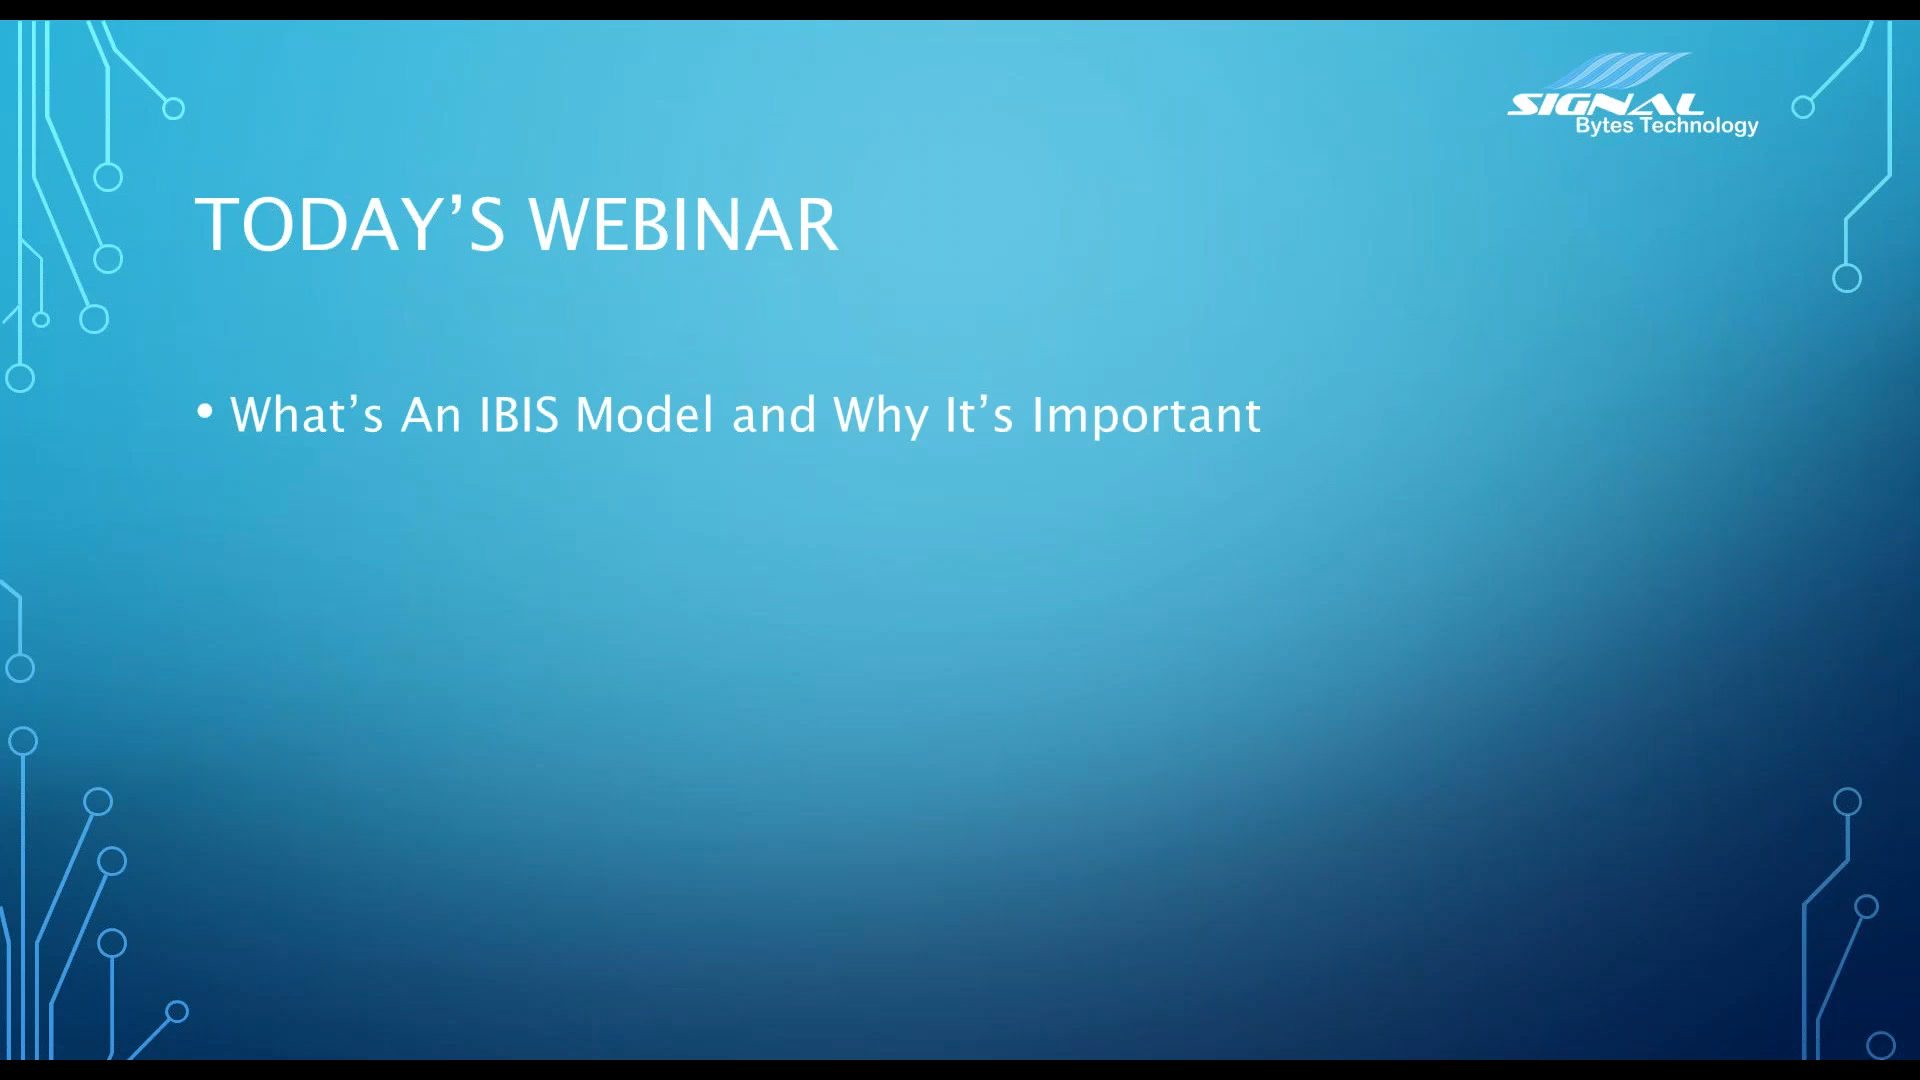 SIGNAL
Bytes Technology
TODAY’S WEBINAR
• What’s An IBIS Model and Why It’s Important